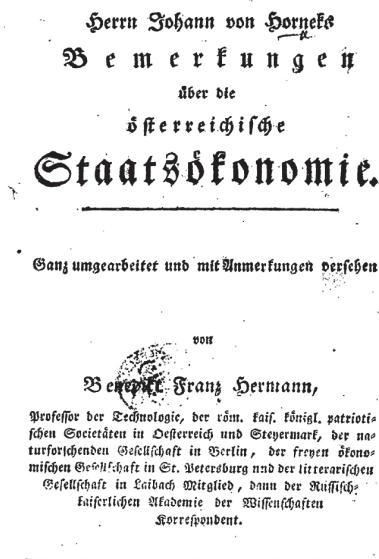 Herrn Johann von Horneks
Bemerkungen
über die
österreichische
Staatsökonomie.
Ganz umgearbeitet und mit Anmerkungen versehen
von
Benedikt Franz Hermann,
Professor der Technologie, der röm. kais. königl. patrioti-
schen Societäten in Oesterreich und Steyermark, der na-
turforschenden Gesellschaft in Berlin, der freyen ökono-
mischen Gesellschaft in St. Petersburg und der litterarischen
Gesellschaft in Laibach Mitglied, dann der Russisch-
kaiserlichen Akademie der Wissenschaften
Korrespondent.